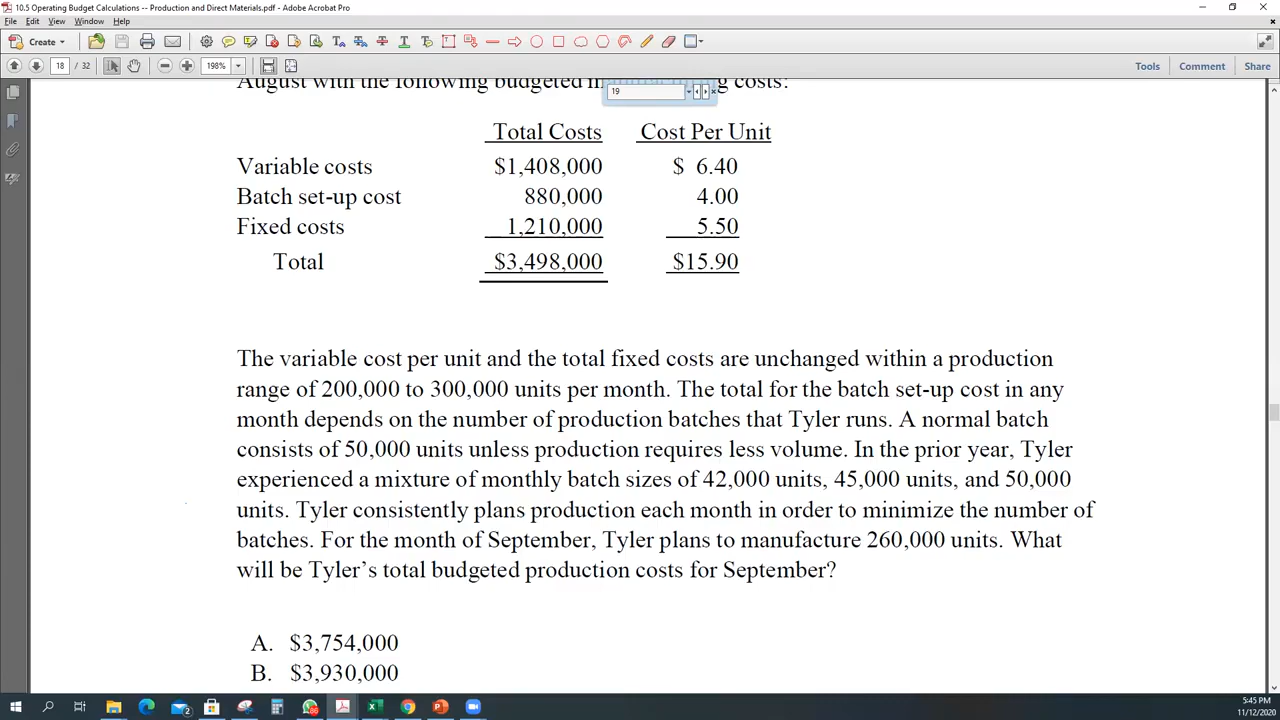 10.5 Operating Budget Calculations -- Production and Direct Materials.pdf - Adobe Acrobat Pro
File Edit View Window Help
Create
18 / 32 198% Tools Comment Share
19
August with the following budgeted costs:
Total Costs Cost Per Unit
Variable costs $1,408,000 $ 6.40
Batch set-up cost 880,000 4.00
Fixed costs 1,210,000 5.50
Total $3,498,000 $15.90
The variable cost per unit and the total fixed costs are unchanged within a production
range of 200,000 to 300,000 units per month. The total for the batch set-up cost in any
month depends on the number of production batches that Tyler runs. A normal batch
consists of 50,000 units unless production requires less volume. In the prior year, Tyler
experienced a mixture of monthly batch sizes of 42,000 units, 45,000 units, and 50,000
units. Tyler consistently plans production each month in order to minimize the number of
batches. For the month of September, Tyler plans to manufacture 260,000 units. What
will be Tyler’s total budgeted production costs for September?
A. $3,754,000
B. $3,930,000
5:45 PM
11/12/2020